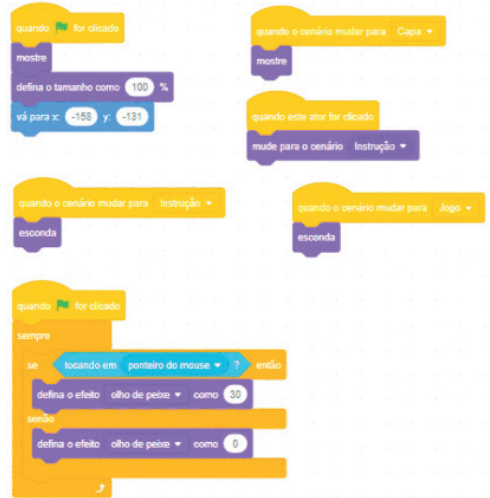 quando for clicado
mostre
defina o tamanho como 100 %
vá para x: -158 y: -131
quando o cenário mudar para Capa
mostre
quando este ator for clicado
mude para o cenário Instrução
quando o cenário mudar para Instrução
esconda
quando o cenário mudar para Jogo
esconda
quando for clicado
sempre
se tocando em ponteiro do mouse ? então
defina o efeito olho de peixe como 30
senão
defina o efeito olho de peixe como 0